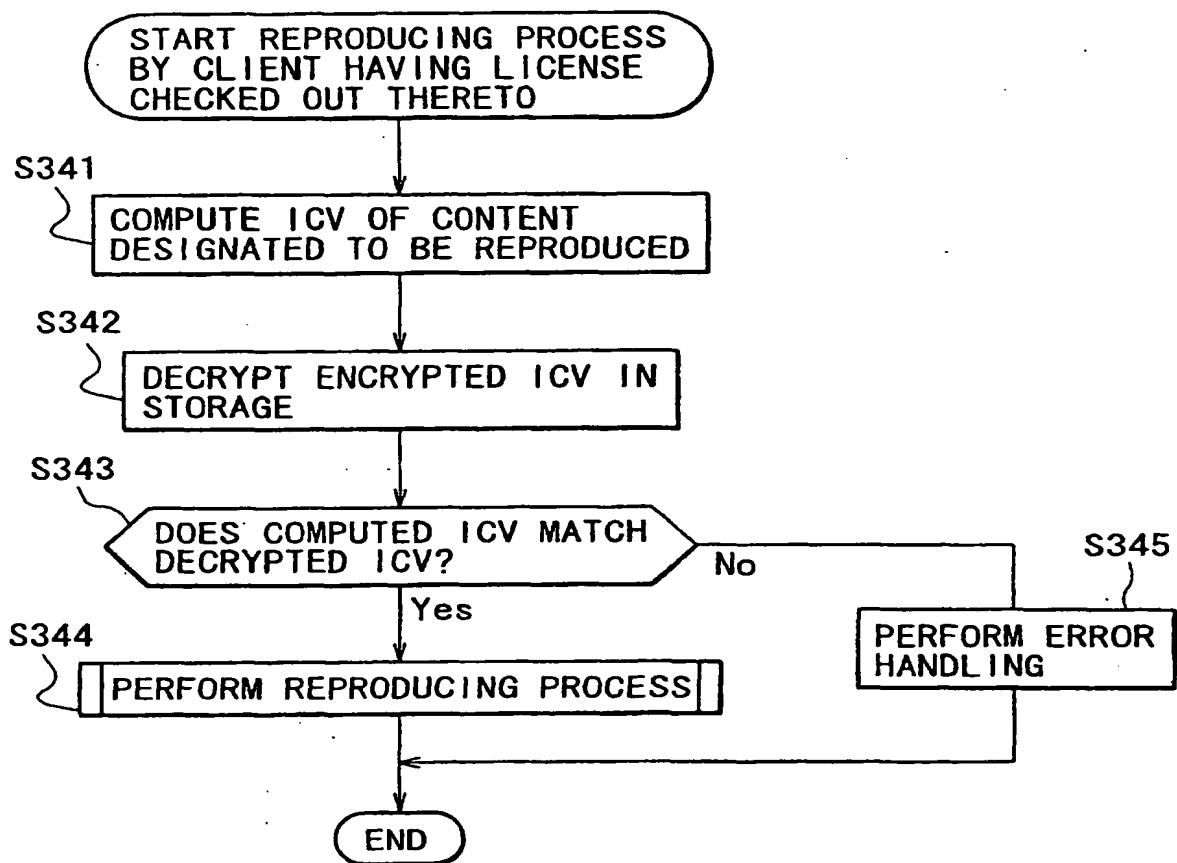 START REPRODUCING PROCESS
BY CLIENT HAVING LICENSE
CHECKED OUT THERETO
S341
COMPUTE ICV OF CONTENT
DESIGNATED TO BE REPRODUCED
S342
DECRYPT ENCRYPTED ICV IN
STORAGE
S343
DOES COMPUTED ICV MATCH
DECRYPTED ICV?
No
Yes
S345
PERFORM ERROR
HANDLING
S344
PERFORM REPRODUCING PROCESS
END